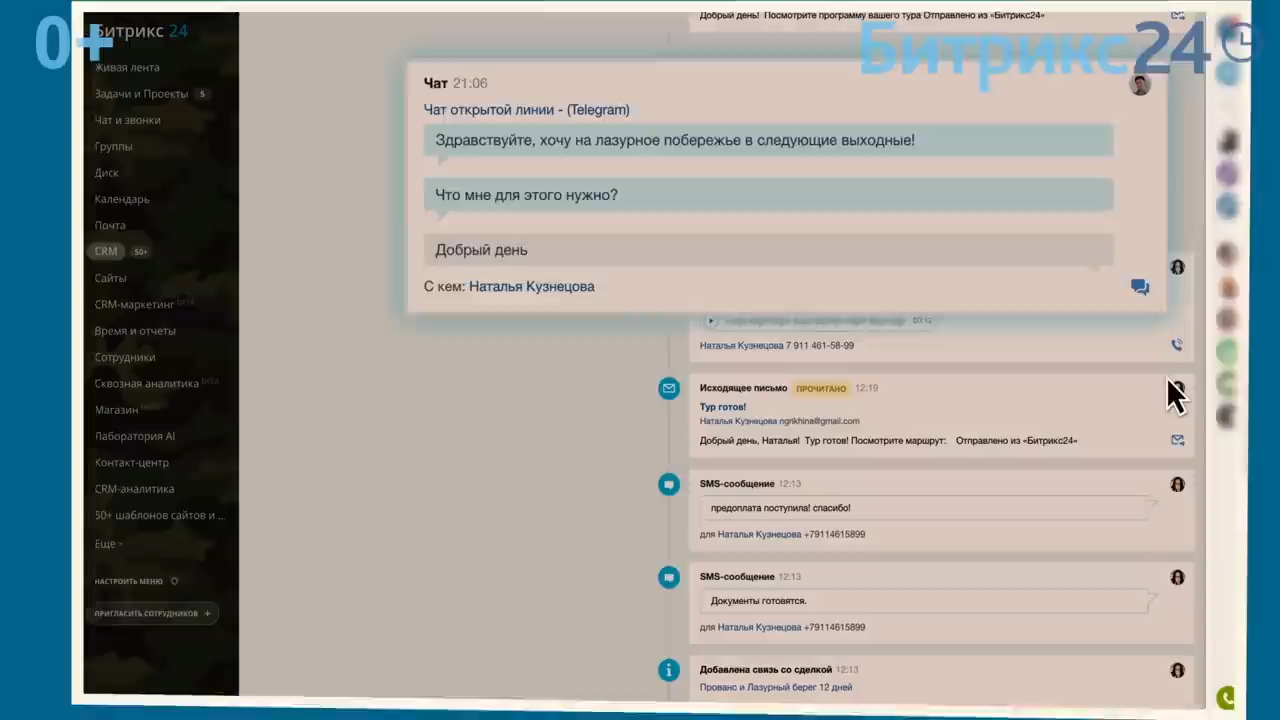 0+
Битрикс 24
Битрикс24
Живая лента
Задачи и Проекты 5
Чат и звонки
Группы
Диск
Календарь
Почта
CRM 50+
Сайты
CRM-маркетинг beta
Время и отчеты
Сотрудники
Сквозная аналитика beta
Магазин beta
Лаборатория AI
Контакт-центр
CRM-аналитика
50+ шаблонов сайтов и ...
Еще
НАСТРОИТЬ МЕНЮ
ПРИГЛАСИТЬ СОТРУДНИКОВ +
Добрый день! Посмотрите программу вашего тура Отправлено из «Битрикс24»
Чат 21:06
Чат открытой линии - (Telegram)
Здравствуйте, хочу на лазурное побережье в следующие выходные!
Что мне для этого нужно?
Добрый день
С кем: Наталья Кузнецова
03:12
Наталья Кузнецова 7 911 461-58-99
Исходящее письмо ПРОЧИТАНО 12:19
Тур готов!
Наталья Кузнецова ngrikhina@gmail.com
Добрый день, Наталья! Тур готов! Посмотрите маршрут: Отправлено из «Битрикс24»
SMS-сообщение 12:13
предоплата поступила! спасибо!
для Наталья Кузнецова +79114615899
SMS-сообщение 12:13
Документы готовятся.
для Наталья Кузнецова +79114615899
Добавлена связь со сделкой 12:13
Прованс и Лазурный берег 12 дней